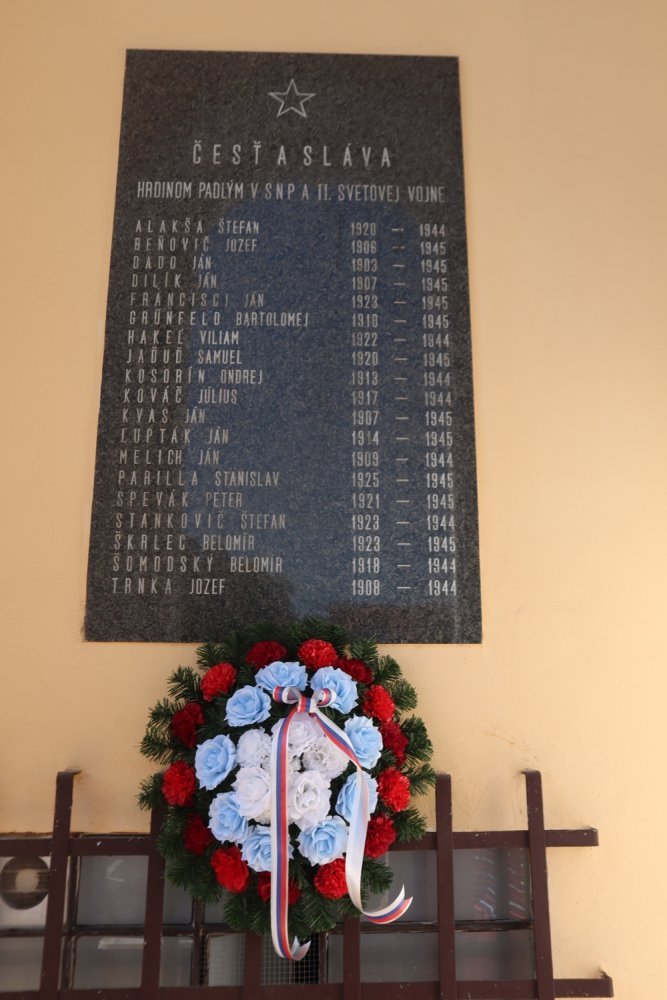 ČESŤ A SLÁVA
HRDINOM PADLÝM V SNP A II. SVETOVEJ VOJNE
ALAKŠA ŠTEFAN 1920 – 1944
BEŇOVIČ JOZEF 1906 – 1945
DADO JÁN 1903 – 1945
DILÍK JÁN 1907 – 1945
FRANCISCI JÁN 1923 – 1945
GRÜNFELD BARTOLOMEJ 1910 – 1945
HAKEĽ VILIAM 1922 – 1944
JAĎUĎ SAMUEL 1920 – 1945
KOSORÍN ONDREJ 1913 – 1944
KOVÁČ JÚLIUS 1917 – 1944
KVAS JÁN 1907 – 1945
ĽUPTÁK JÁN 1914 – 1945
MELICH JÁN 1909 – 1944
PARILLA STANISLAV 1925 – 1945
SPEVÁK PETER 1921 – 1945
STANKOVIČ ŠTEFAN 1923 – 1944
ŠKRLEC BELOMÍR 1923 – 1945
ŠOMODSKÝ BELOMÍR 1918 – 1944
TRNKA JOZEF 1908 – 1944